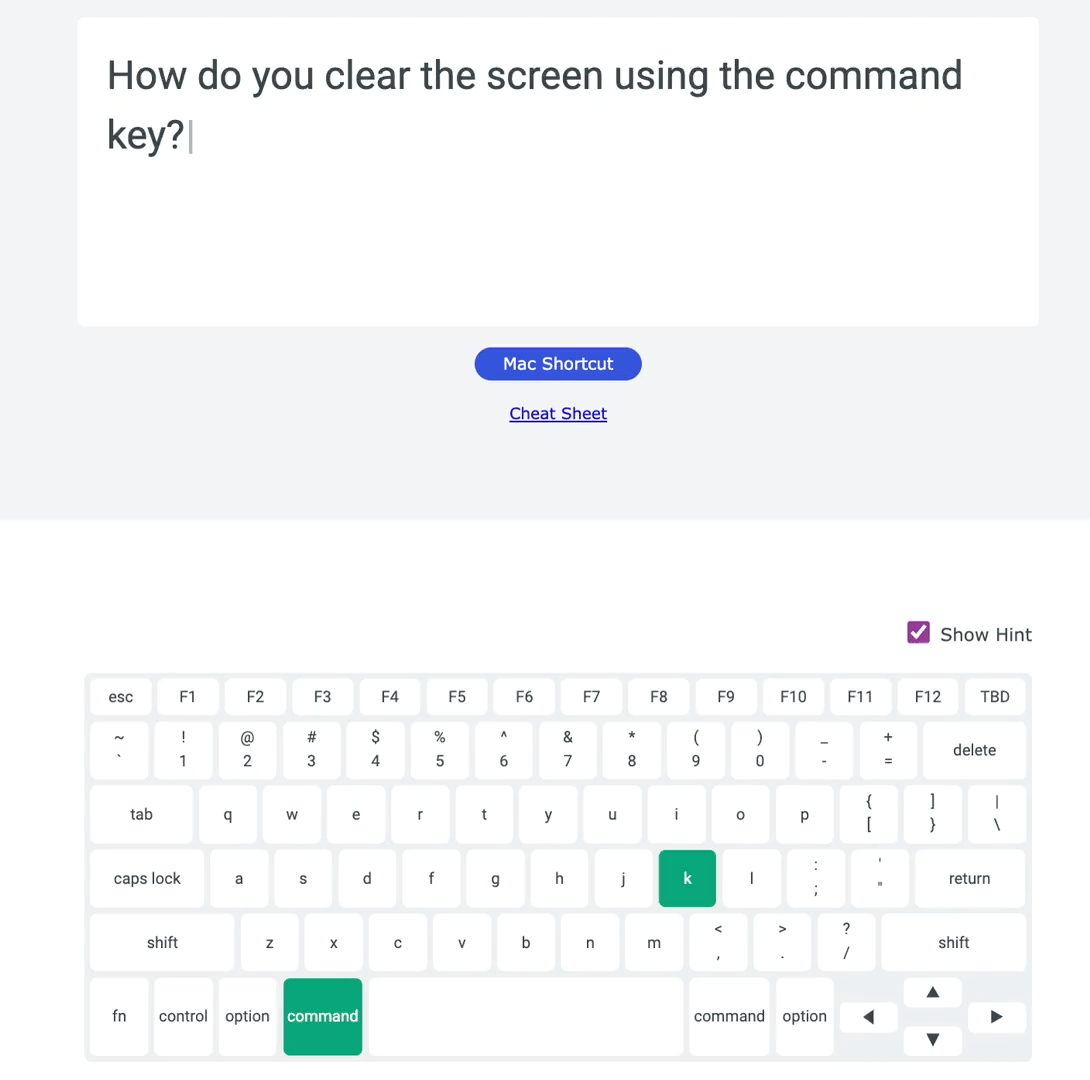 How do you clear the screen using the command
key?
Mac Shortcut
Cheat Sheet
Show Hint
esc F1 F2 F3 F4 F5 F6 F7 F8 F9 F10 F11 F12 TBD
~ ! @ # $ % ^ & * ( ) _ +
` 1 2 3 4 5 6 7 8 9 0 - = delete
tab q w e r t y u i o p { ] |
[ } \
caps lock a s d f g h j k l : '
; " return
shift z x c v b n m < > ? shift
, . /
fn control option command command option ◀ ▲ ▼ ▶